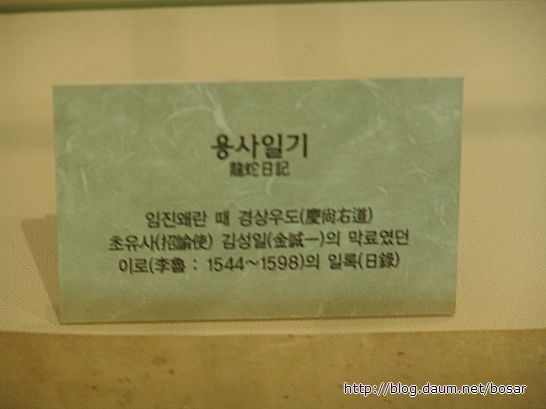 용사일기
龍蛇日記
임진왜란 때 경상우도(慶尙右道)
초유사(招諭使) 김성일(金誠一)의 막료였던
이로(李魯 : 1544~1598)의 일록(日錄)
http://blog.daum.net/bosar